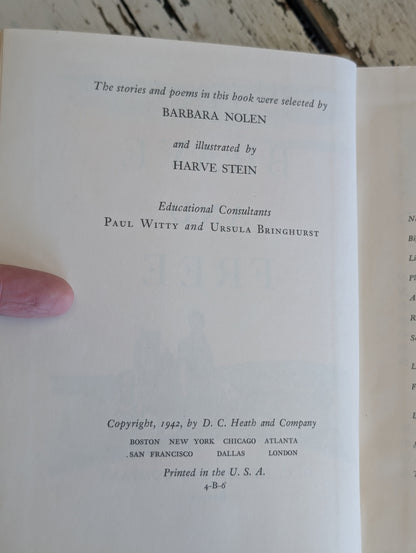 The stories and poems in this book were selected by
BARBARA NOLEN
and illustrated by
HARVE STEIN
Educational Consultants
PAUL WITTY and URSULA BRINGHURST
FREE
Copyright, 1942, by D. C. Heath and Company
BOSTON NEW YORK CHICAGO ATLANTA
SAN FRANCISCO DALLAS LONDON
Printed in the U. S. A.
4-B-6